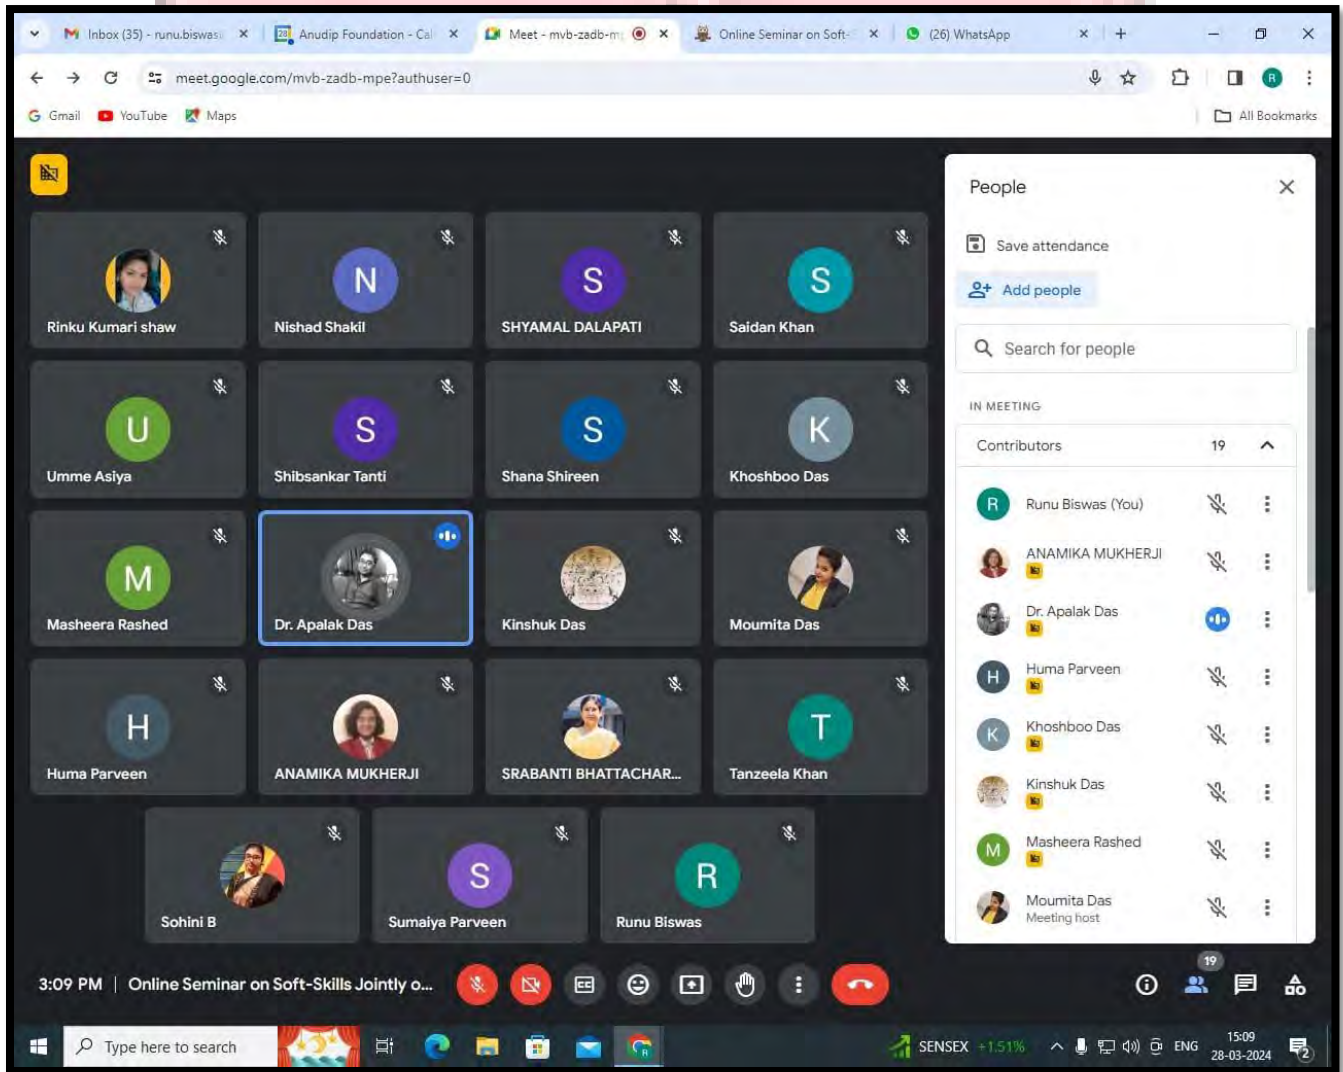 Inbox (35) - runu.biswas
Anudip Foundation - Cal
Meet - mvb-zadb-m
Online Seminar on Soft-
(26) WhatsApp
meet.google.com/mvb-zadb-mpe?authuser=0
R
G Gmail
YouTube
Maps
All Bookmarks
Rinku Kumari shaw
N
Nishad Shakil
S
SHYAMAL DALAPATI
S
Saidan Khan
U
Umme Asiya
S
Shibsankar Tanti
S
Shana Shireen
K
Khoshboo Das
M
Masheera Rashed
Dr. Apalak Das
Kinshuk Das
Moumita Das
H
Huma Parveen
ANAMIKA MUKHERJI
SRABANTI BHATTACHAR...
T
Tanzeela Khan
Sohini B
S
Sumaiya Parveen
R
Runu Biswas
People
Save attendance
Add people
Search for people
IN MEETING
Contributors 19
R Runu Biswas (You)
ANAMIKA MUKHERJI
Dr. Apalak Das
H Huma Parveen
K Khoshboo Das
Kinshuk Das
M Masheera Rashed
Moumita Das
Meeting host
3:09 PM | Online Seminar on Soft-Skills Jointly o...
CC
19
Type here to search
SENSEX +1.51%
ENG
15:09
28-03-2024
2